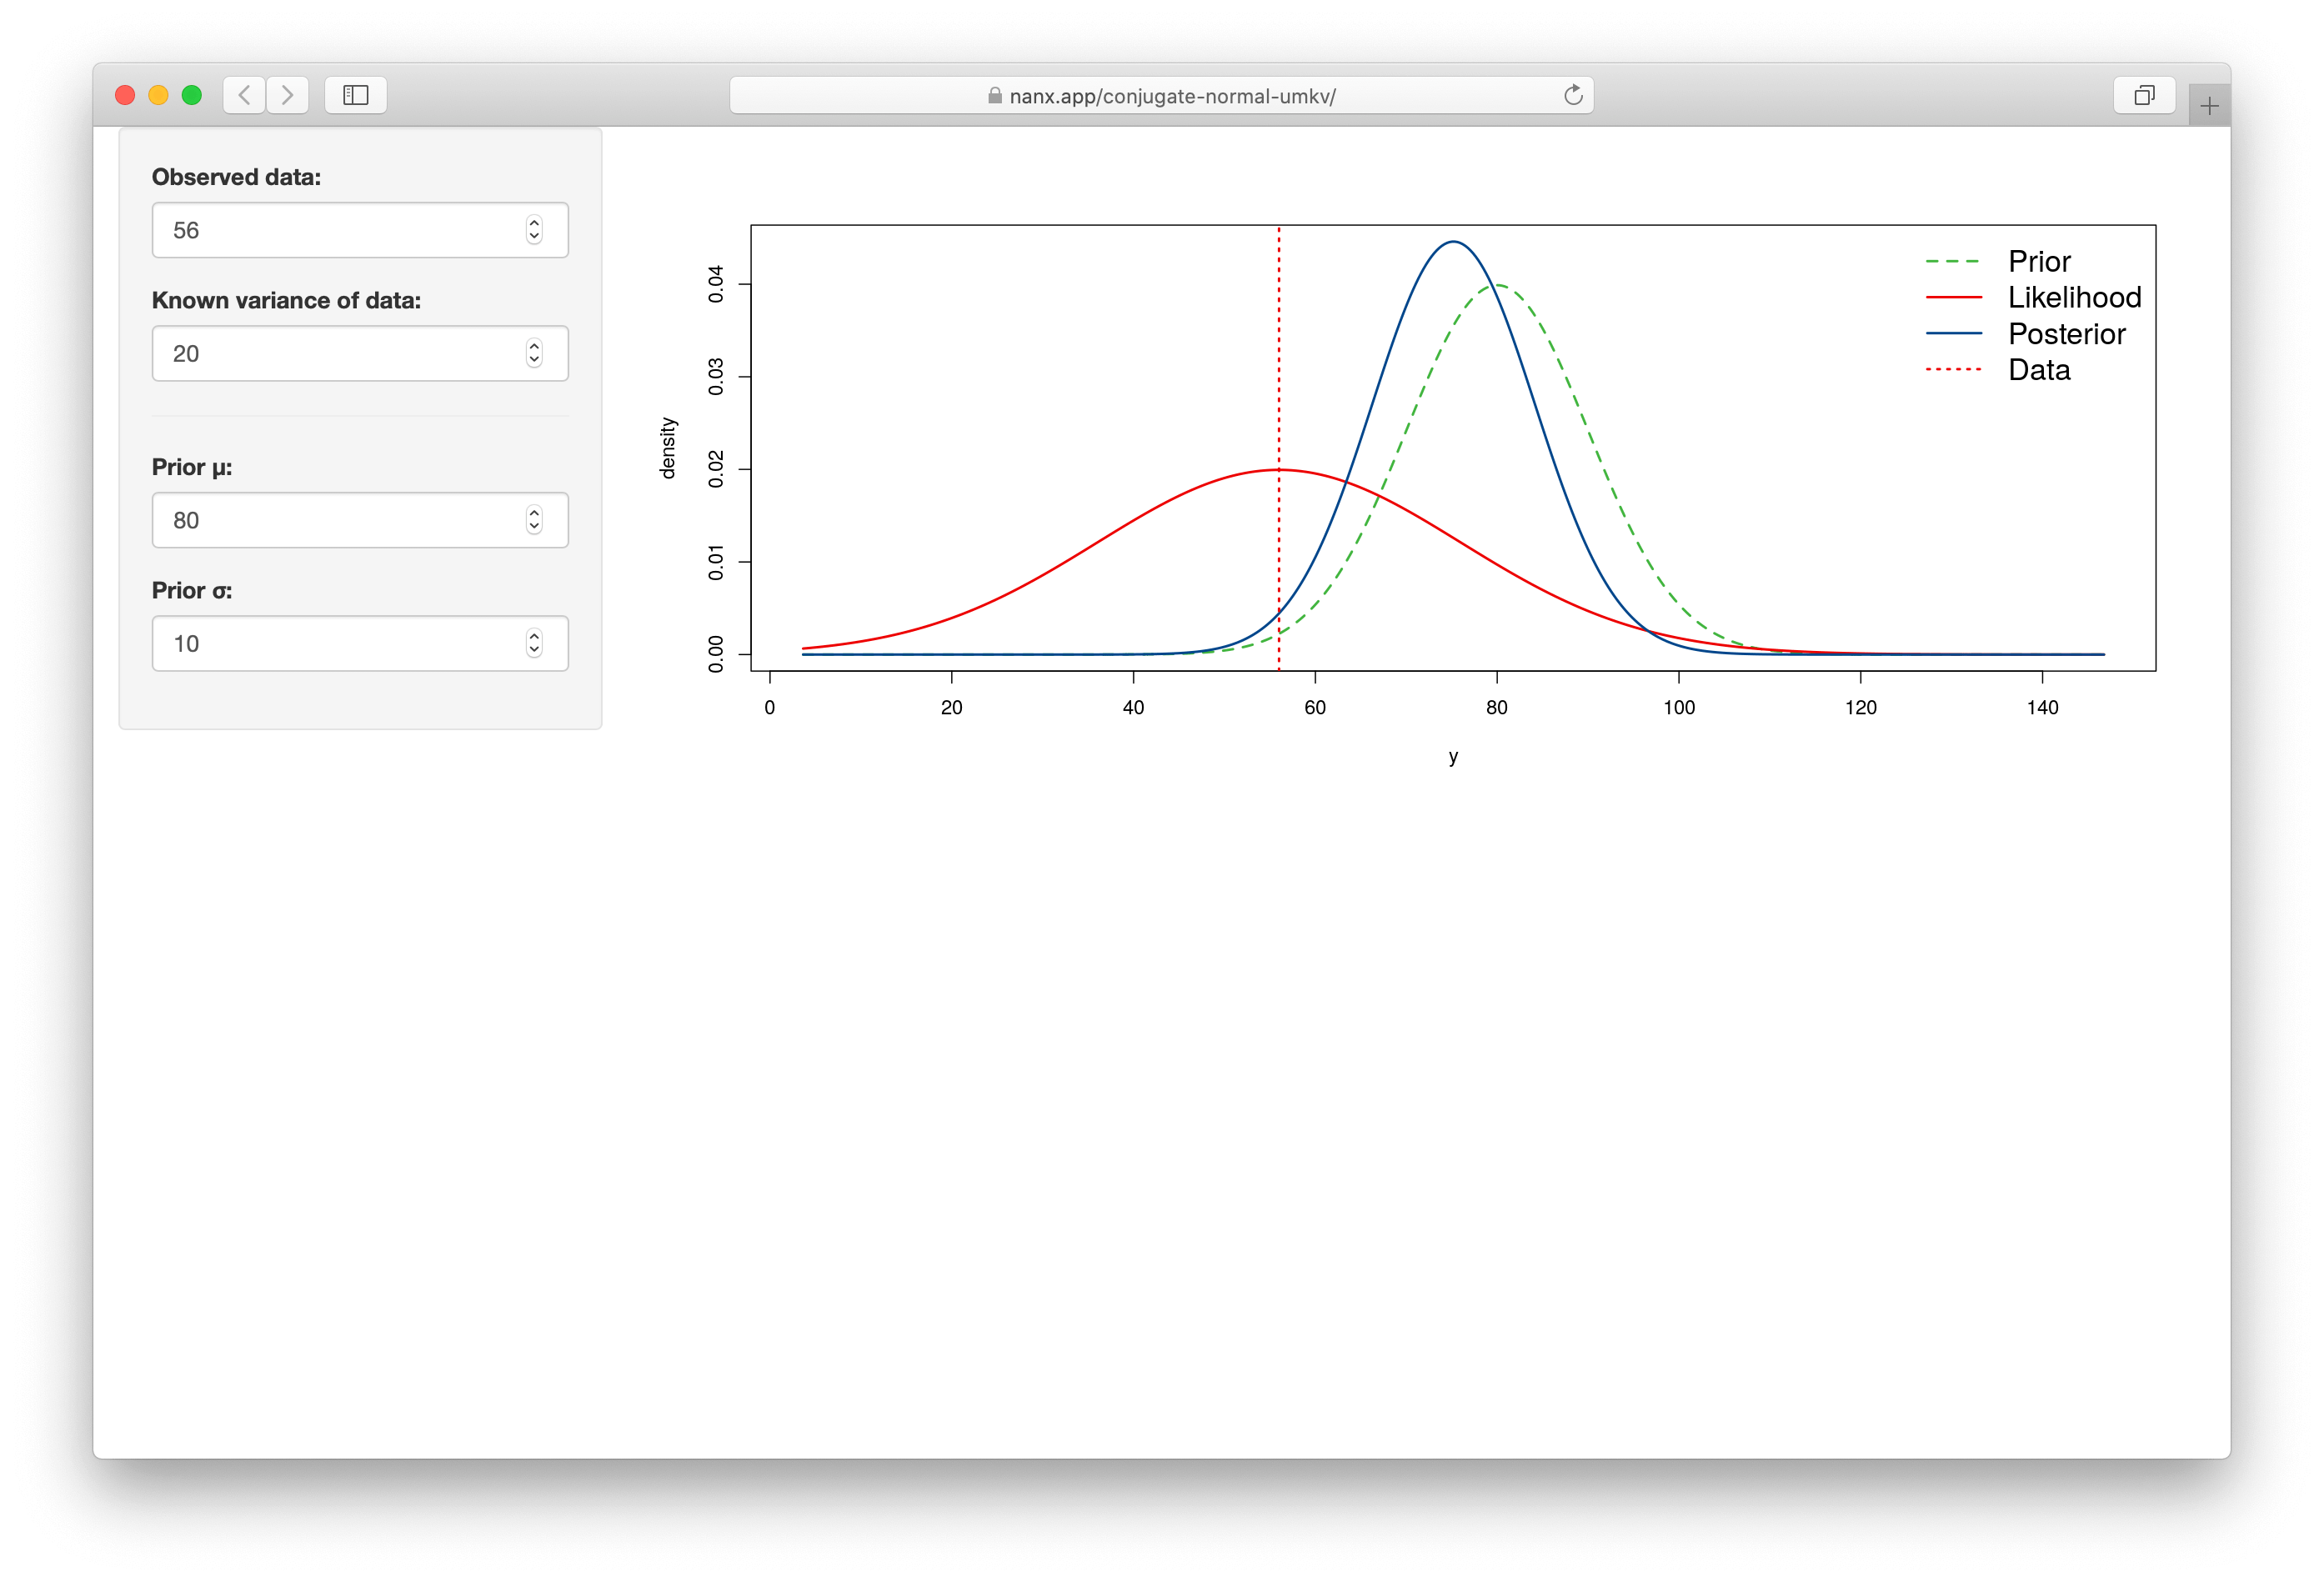 nanx.app/conjugate-normal-umkv/
Observed data:
56
Known variance of data:
20
Prior μ:
80
Prior σ:
10
Prior
Likelihood
Posterior
Data
density
0.04
0.03
0.02
0.01
0.00
0 20 40 60 80 100 120 140
y